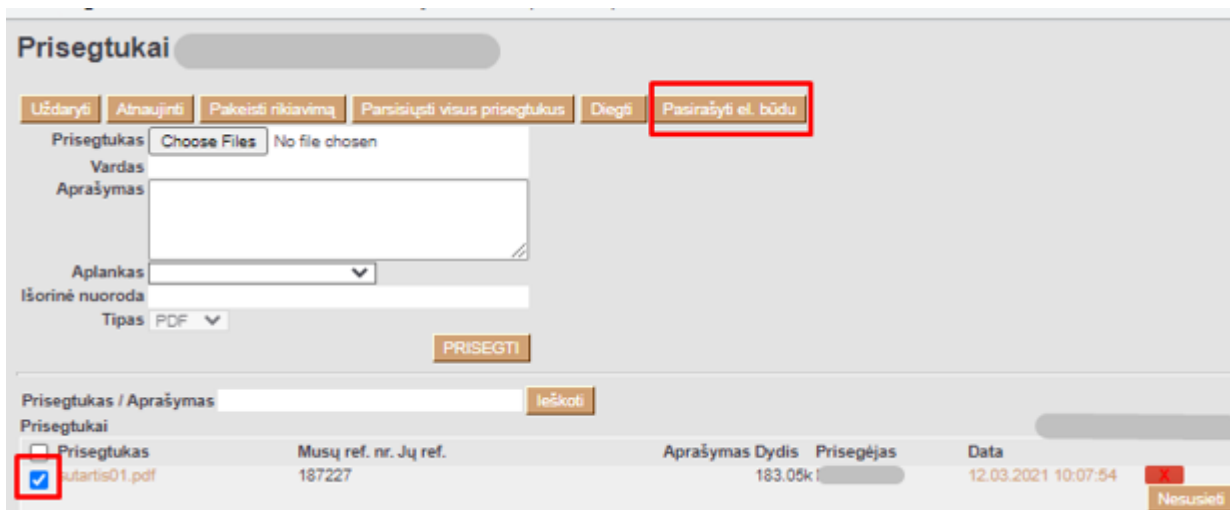 Prisegtukai
Uždaryti Atnaujinti Pakeisti rikiavimą Parsisiųsti visus prisegtukus Diegti Pasirašyti el. būdu
Prisegtukas Choose Files No file chosen
Vardas
Aprašymas
Aplankas
Išorinė nuoroda
Tipas PDF
PRISEGTI
Prisegtukas / Aprašymas Ieškoti
Prisegtukai
Prisegtukas Musų ref. nr. Jų ref. Aprašymas Dydis Prisegėjas Data
sutartis01.pdf 187227 183.05k 12.03.2021 10:07:54 X
Nesusieti